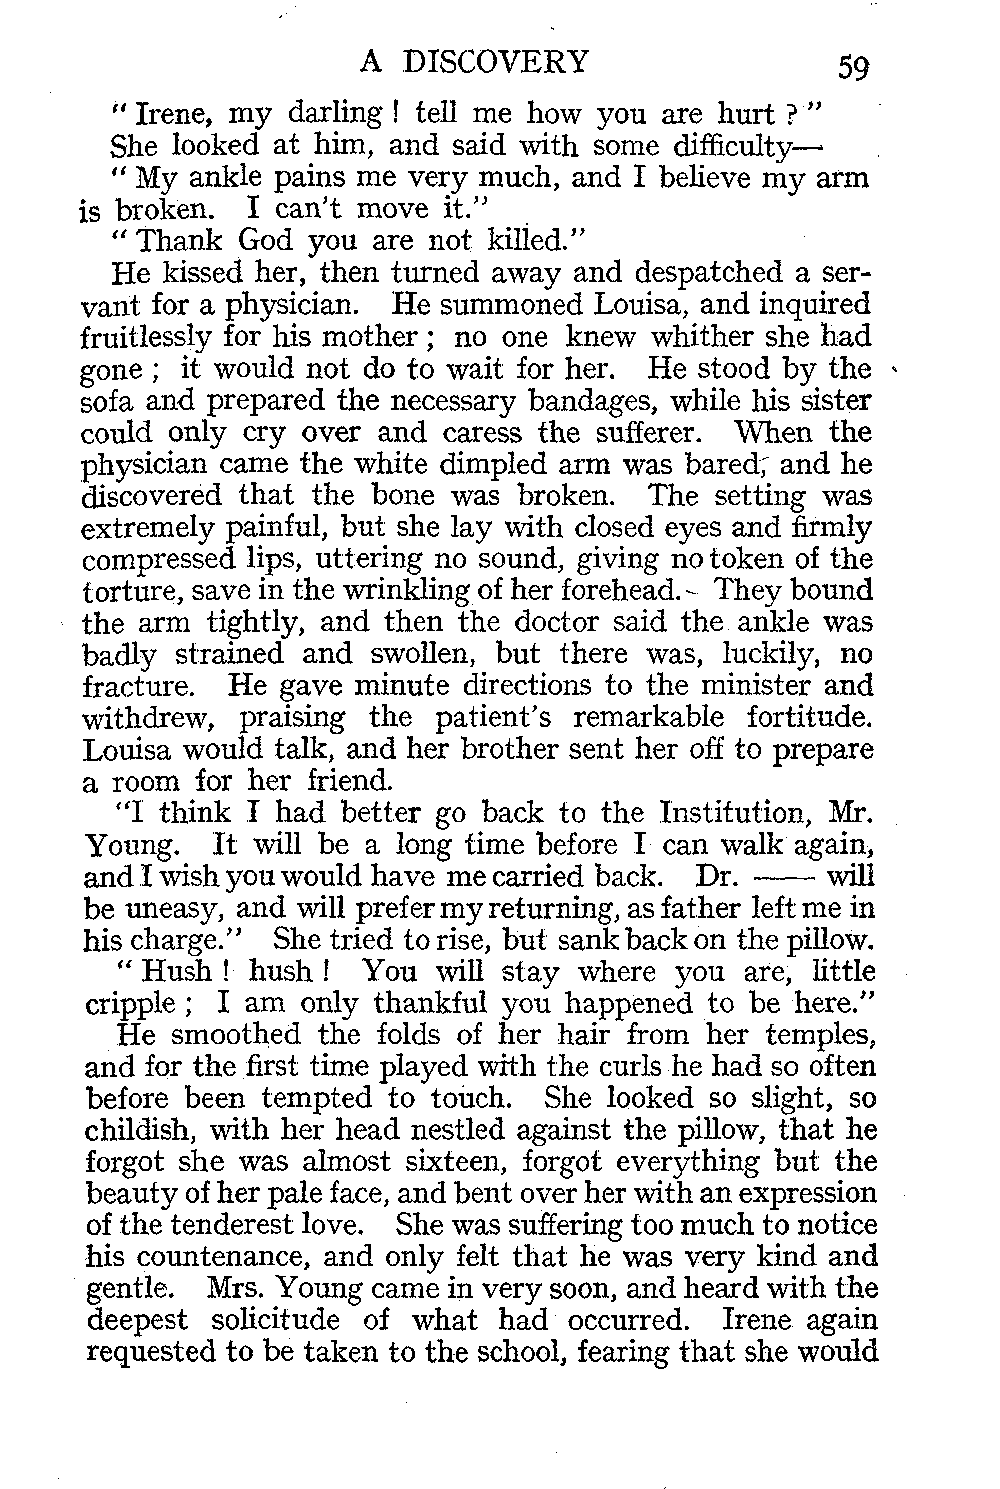 A DISCOVERY 59
" Irene, my darling ! tell me how you are hurt ? "
She looked at him, and said with some difficulty—
" My ankle pains me very much, and I believe my arm
is broken. I can't move it."
" Thank God you are not killed."
He kissed her, then turned away and despatched a ser-
vant for a physician. He summoned Louisa, and inquired
fruitlessly for his mother ; no one knew whither she had
gone ; it would not do to wait for her. He stood by the
sofa and prepared the necessary bandages, while his sister
could only cry over and caress the sufferer. When the
physician came the white dimpled arm was bared, and he
discovered that the bone was broken. The setting was
extremely painful, but she lay with closed eyes and firmly
compressed lips, uttering no sound, giving no token of the
torture, save in the wrinkling of her forehead. They bound
the arm tightly, and then the doctor said the ankle was
badly strained and swollen, but there was, luckily, no
fracture. He gave minute directions to the minister and
withdrew, praising the patient's remarkable fortitude.
Louisa would talk, and her brother sent her off to prepare
a room for her friend.
"I think I had better go back to the Institution, Mr.
Young. It will be a long time before I can walk again,
and I wish you would have me carried back. Dr. —— will
be uneasy, and will prefer my returning, as father left me in
his charge." She tried to rise, but sank back on the pillow.
" Hush ! hush ! You will stay where you are, little
cripple ; I am only thankful you happened to be here."
He smoothed the folds of her hair from her temples,
and for the first time played with the curls he had so often
before been tempted to touch. She looked so slight, so
childish, with her head nestled against the pillow, that he
forgot she was almost sixteen, forgot everything but the
beauty of her pale face, and bent over her with an expression
of the tenderest love. She was suffering too much to notice
his countenance, and only felt that he was very kind and
gentle. Mrs. Young came in very soon, and heard with the
deepest solicitude of what had occurred. Irene again
requested to be taken to the school, fearing that she would